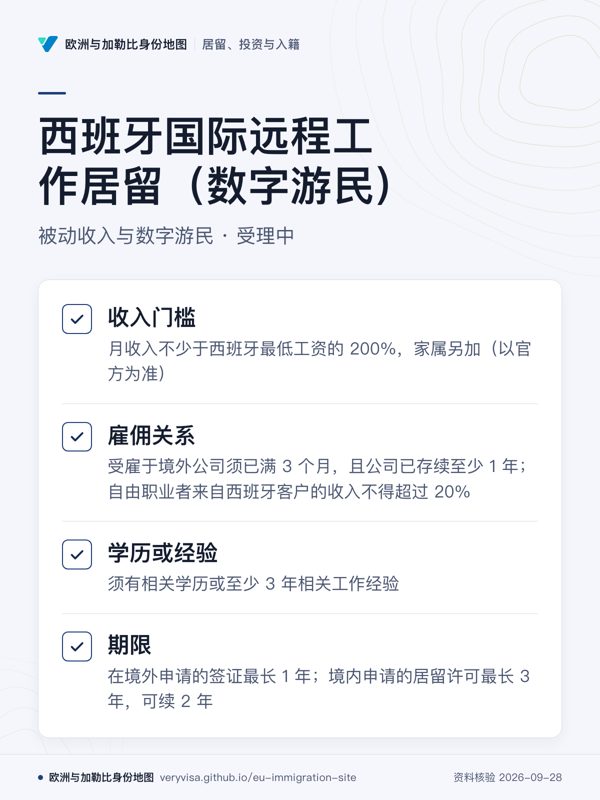 欧洲与加勒比身份地图 居留、投资与入籍
西班牙国际远程工
作居留（数字游民）
被动收入与数字游民 · 受理中
收入门槛
月收入不少于西班牙最低工资的 200%，家属另加（以官
方为准）
雇佣关系
受雇于境外公司须已满 3 个月，且公司已存续至少 1 年；
自由职业者来自西班牙客户的收入不得超过 20%
学历或经验
须有相关学历或至少 3 年相关工作经验
期限
在境外申请的签证最长 1 年；境内申请的居留许可最长 3
年，可续 2 年
欧洲与加勒比身份地图 veryvisa.github.io/eu-immigration-site 资料核验 2026-09-28